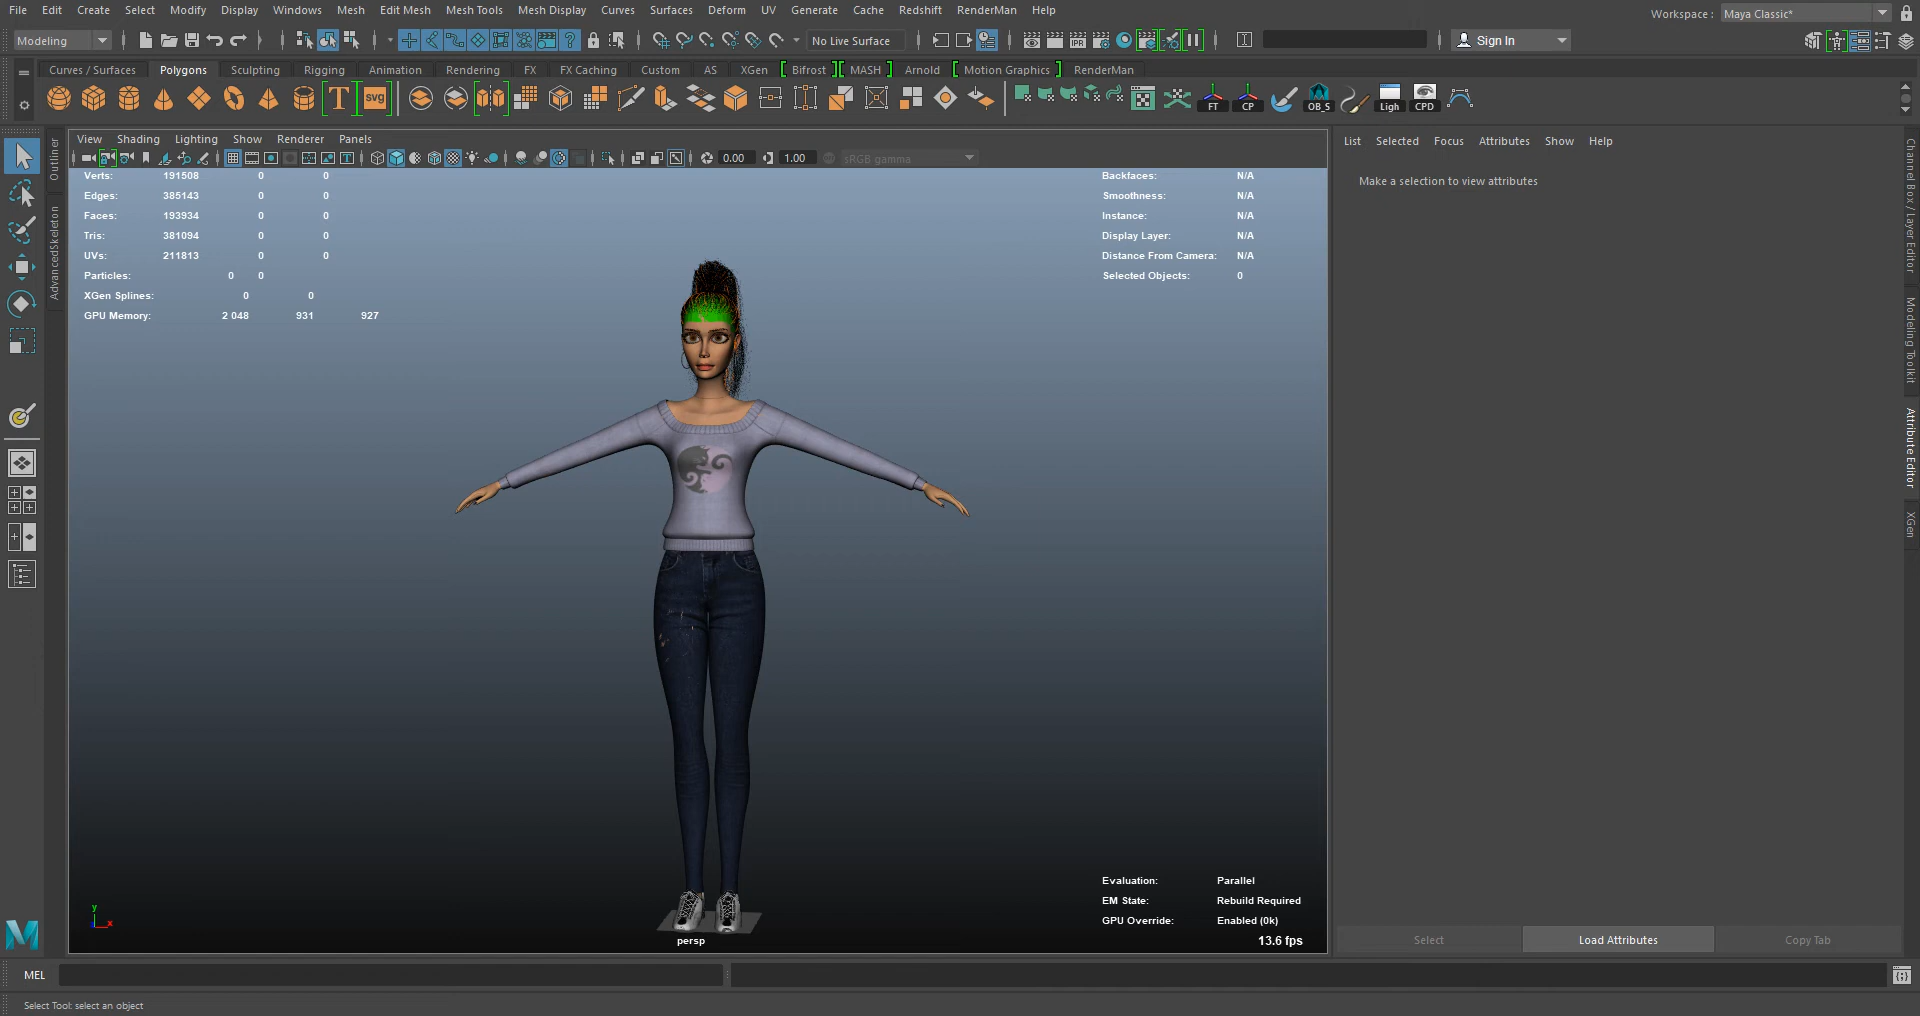 File Edit Create Select Modify Display Windows Mesh Edit Mesh Mesh Tools Mesh Display Curves Surfaces Deform UV Generate Cache Redshift RenderMan Help
Workspace : Maya Classic*
Modeling
No Live Surface
IPR
Sign In
Curves / Surfaces Polygons Sculpting Rigging Animation Rendering FX FX Caching Custom AS XGen Bifrost MASH Arnold Motion Graphics RenderMan
T svg
FT CP OB_S Ligh CPD
View Shading Lighting Show Renderer Panels
0.00 1.00 sRGB gamma
Outliner
AdvancedSkeleton
Verts: 191508 0 0
Edges: 385143 0 0
Faces: 193934 0 0
Tris: 381094 0 0
UVs: 211813 0 0
Particles: 0 0
XGen Splines: 0 0
GPU Memory: 2 048 931 927
Backfaces: N/A
Smoothness: N/A
Instance: N/A
Display Layer: N/A
Distance From Camera: N/A
Selected Objects: 0
List Selected Focus Attributes Show Help
Make a selection to view attributes
Channel Box / Layer Editor
Modeling Toolkit
Attribute Editor
XGen
Evaluation: Parallel
EM State: Rebuild Required
GPU Override: Enabled (0k)
13.6 fps
y
x
persp
Select Load Attributes Copy Tab
M
MEL
Select Tool: select an object